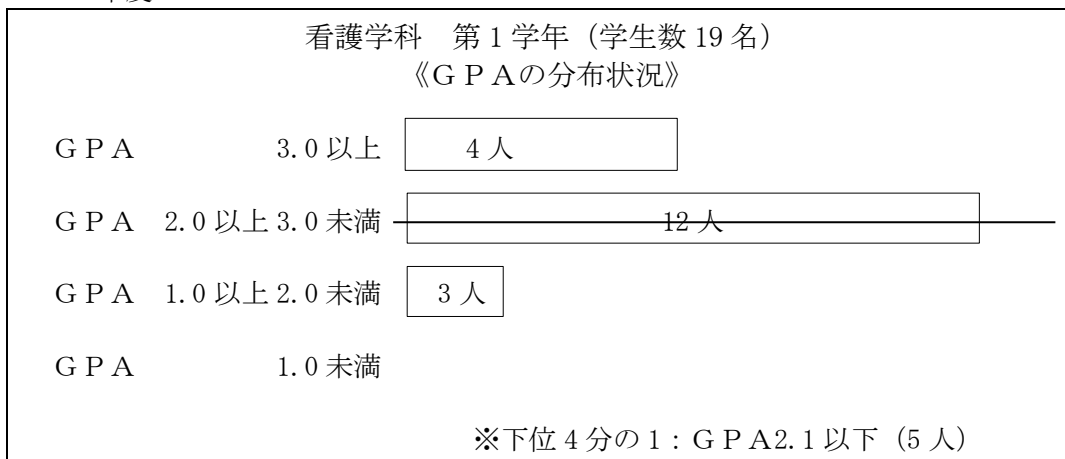 看護学科 第1学年（学生数19名）
《ＧＰＡの分布状況》
ＧＰＡ 3.0以上 4人
ＧＰＡ 2.0以上3.0未満 12人
ＧＰＡ 1.0以上2.0未満 3人
ＧＰＡ 1.0未満
※下位4分の1：ＧＰＡ2.1以下（5人）